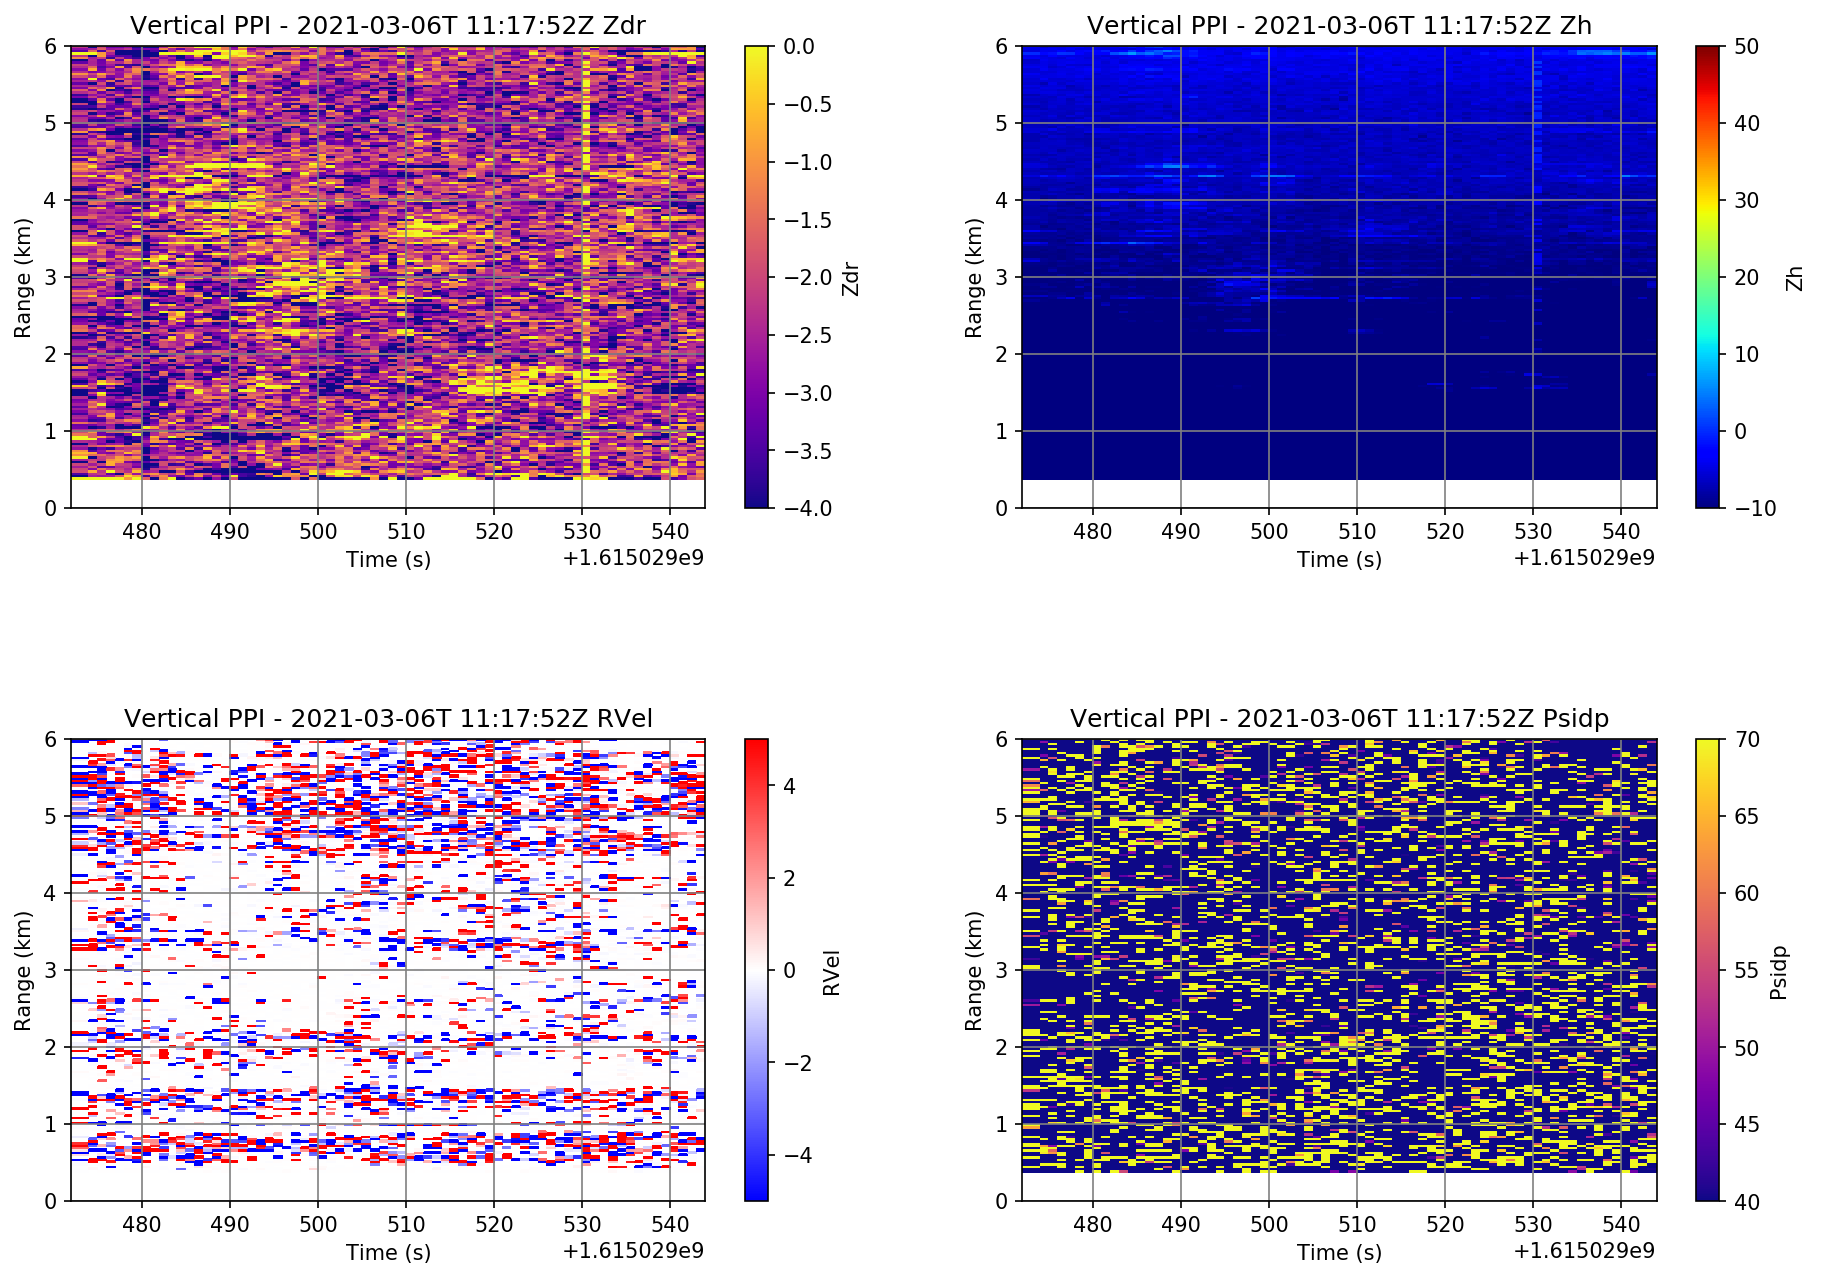 Vertical PPI - 2021-03-06T 11:17:52Z Zdr
6
5
4
3
2
1
0
Range (km)
480 490 500 510 520 530 540
Time (s)
+1.615029e9
0.0
−0.5
−1.0
−1.5
−2.0
−2.5
−3.0
−3.5
−4.0
Zdr
Vertical PPI - 2021-03-06T 11:17:52Z Zh
6
5
4
3
2
1
0
Range (km)
480 490 500 510 520 530 540
Time (s)
+1.615029e9
50
40
30
20
10
0
−10
Zh
Vertical PPI - 2021-03-06T 11:17:52Z RVel
6
5
4
3
2
1
0
Range (km)
480 490 500 510 520 530 540
Time (s)
+1.615029e9
4
2
0
−2
−4
RVel
Vertical PPI - 2021-03-06T 11:17:52Z Psidp
6
5
4
3
2
1
0
Range (km)
480 490 500 510 520 530 540
Time (s)
+1.615029e9
70
65
60
55
50
45
40
Psidp